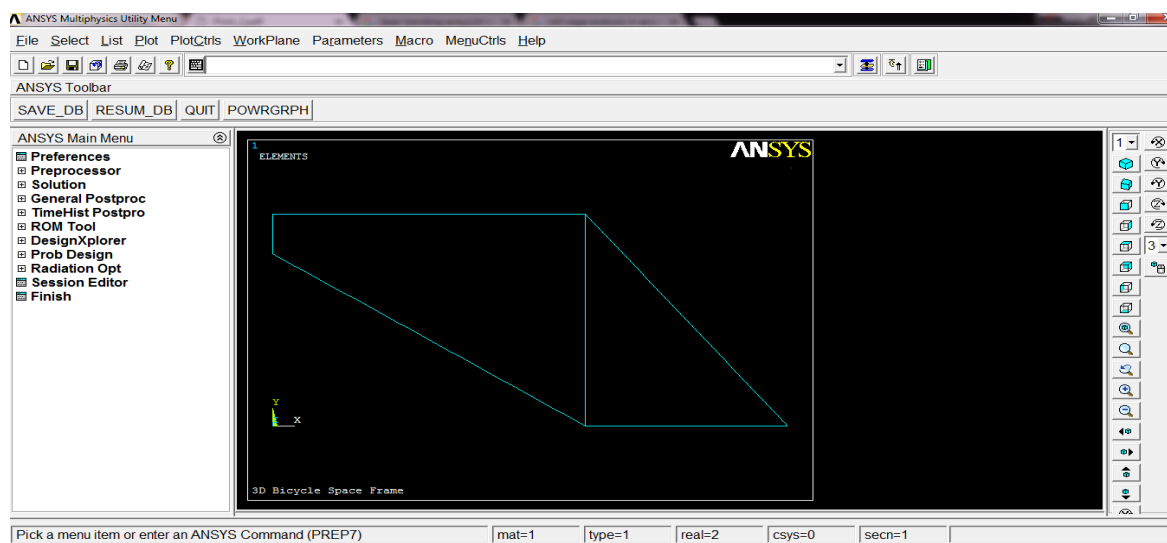 ANSYS Multiphysics Utility Menu
File Select List Plot PlotCtrls WorkPlane Parameters Macro MenuCtrls Help
ANSYS Toolbar
SAVE_DB RESUM_DB QUIT POWRGRPH
ANSYS Main Menu
Preferences
Preprocessor
Solution
General Postproc
TimeHist Postpro
ROM Tool
DesignXplorer
Prob Design
Radiation Opt
Session Editor
Finish
1
ELEMENTS
ANSYS
Y
X
3D Bicycle Space Frame
1
3
Pick a menu item or enter an ANSYS Command (PREP7) mat=1 type=1 real=2 csys=0 secn=1